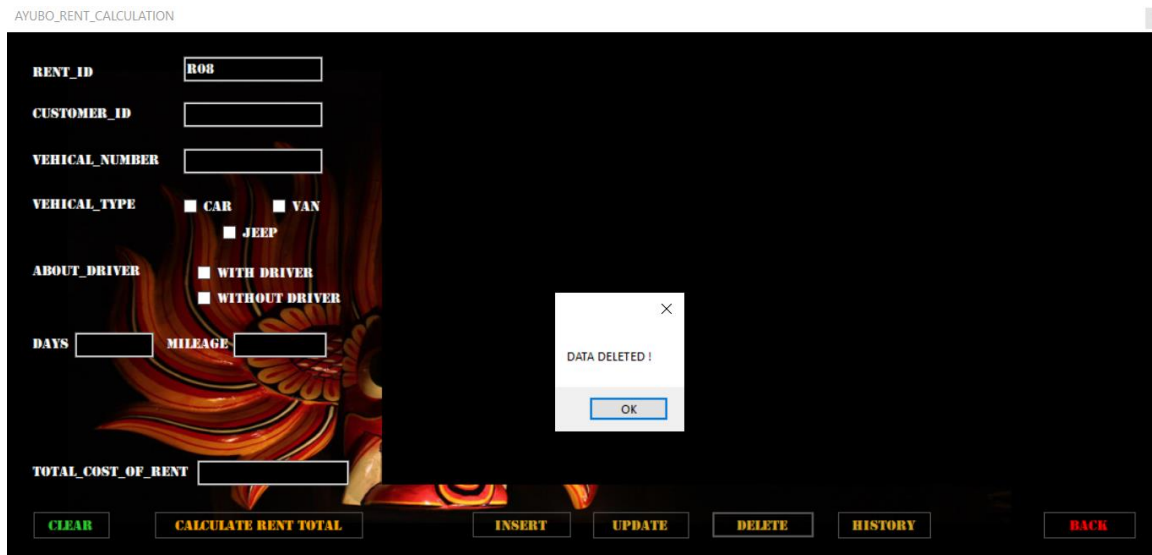 AYUBO_RENT_CALCULATION
RENT_ID R08
CUSTOMER_ID
VEHICAL_NUMBER
VEHICAL_TYPE CAR VAN
JEEP
ABOUT_DRIVER WITH DRIVER
WITHOUT DRIVER
DAYS MILEAGE
DATA DELETED !
OK
TOTAL_COST_OF_RENT
CLEAR CALCULATE RENT TOTAL INSERT UPDATE DELETE HISTORY BACK